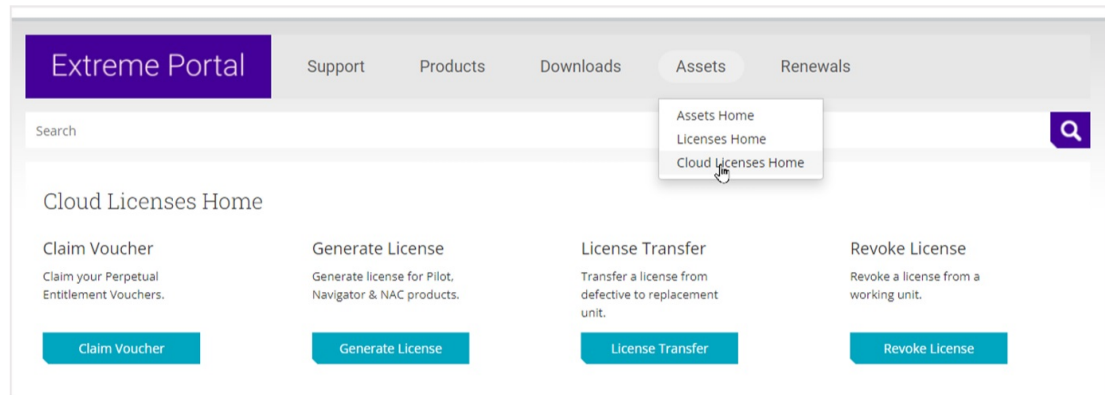 Extreme Portal
Support
Products
Downloads
Assets
Renewals
Assets Home
Licenses Home
Cloud Licenses Home
Search
Cloud Licenses Home
Claim Voucher
Claim your Perpetual
Entitlement Vouchers.
Claim Voucher
Generate License
Generate license for Pilot,
Navigator & NAC products.
Generate License
License Transfer
Transfer a license from
defective to replacement
unit.
License Transfer
Revoke License
Revoke a license from a
working unit.
Revoke License